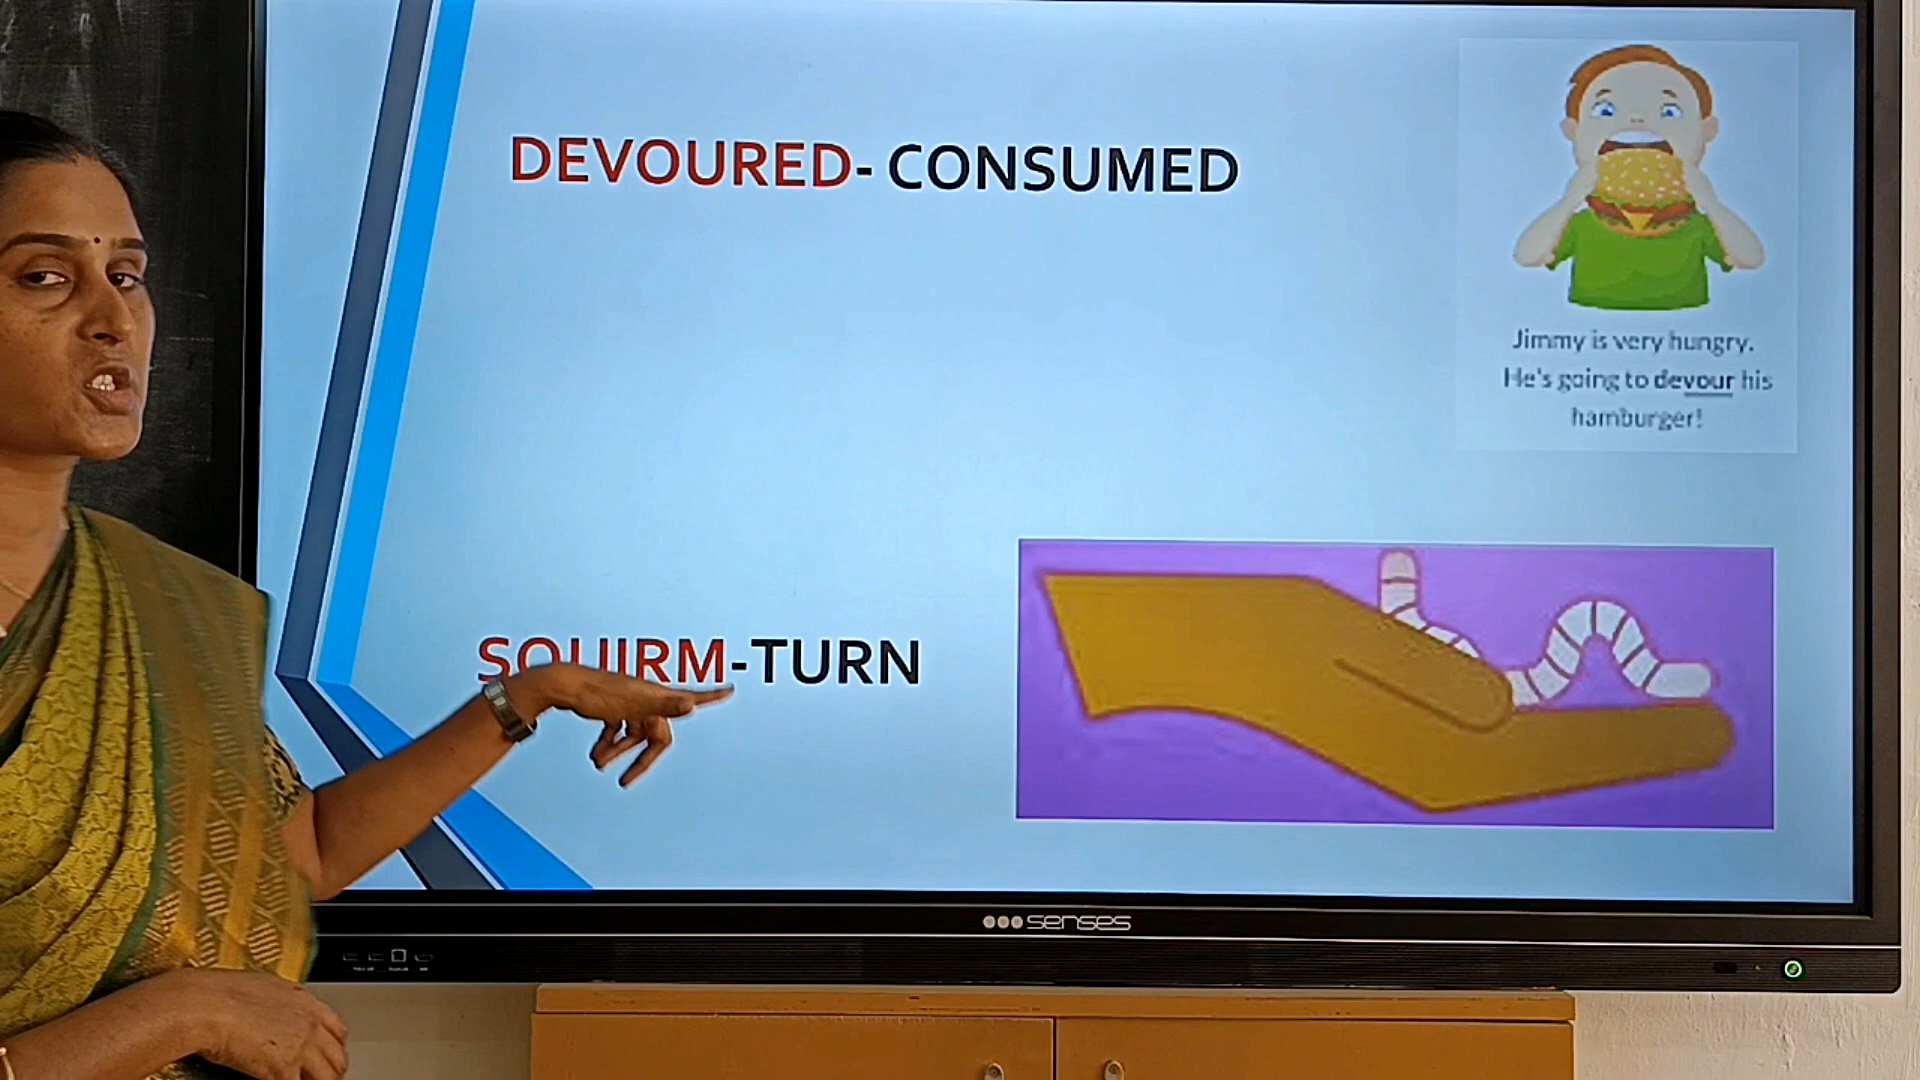 DEVOURED- CONSUMED
Jimmy is very hungry.
He's going to devour his
hamburger!
SQUIRM-TURN
senses